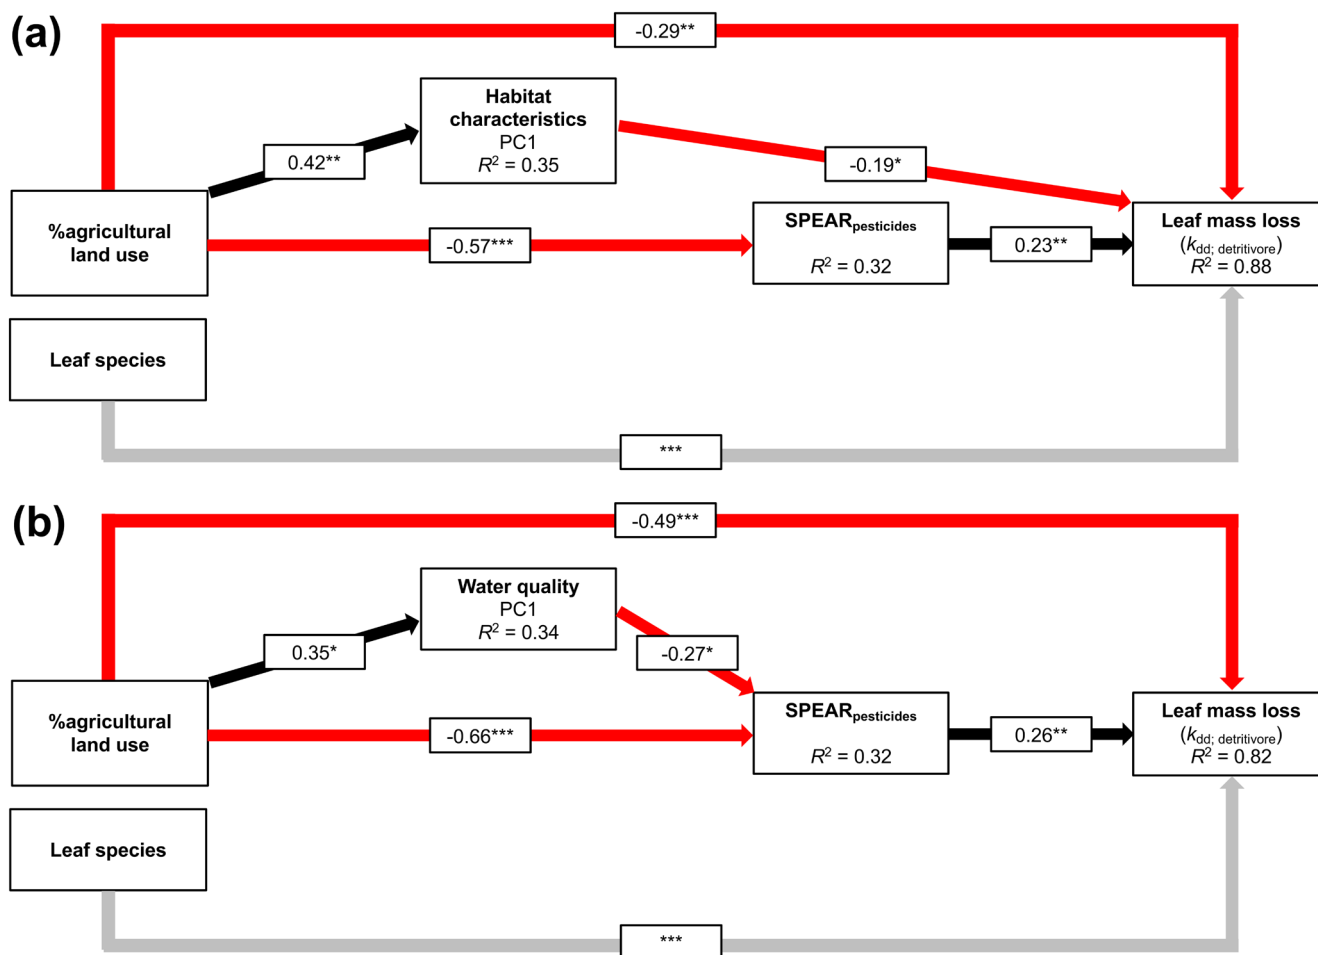 (a)
-0.29**
Habitat
characteristics
PC1
R² = 0.35
0.42**
-0.19*
%agricultural
land use
-0.57***
SPEARpesticides
R² = 0.32
0.23**
Leaf mass loss
(kdd; detritivore)
R² = 0.88
Leaf species
***
(b)
-0.49***
Water quality
PC1
R² = 0.34
0.35*
-0.27*
%agricultural
land use
-0.66***
SPEARpesticides
R² = 0.32
0.26**
Leaf mass loss
(kdd; detritivore)
R² = 0.82
Leaf species
***